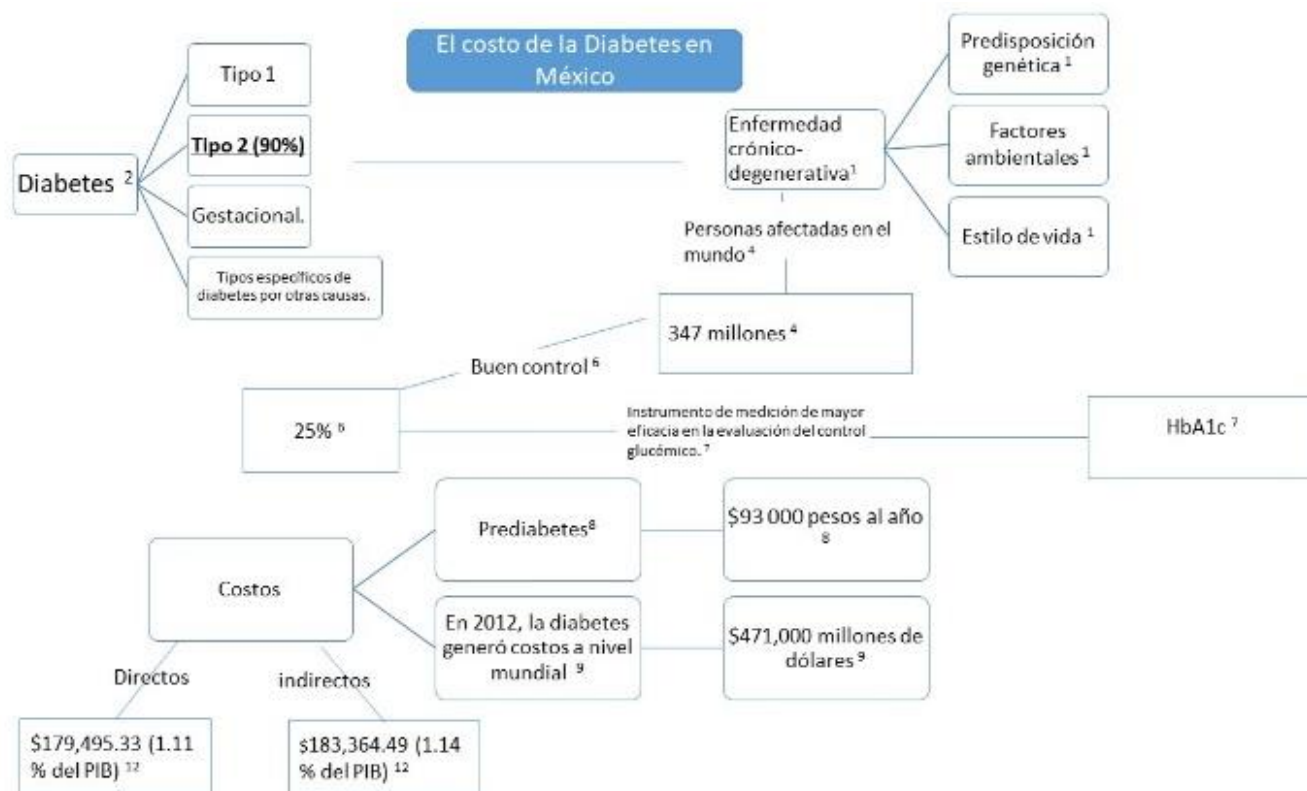 El costo de la Diabetes en
México
Diabetes ²
Tipo 1
Tipo 2 (90%)
Gestacional.
Tipos específicos de
diabetes por otras causas.
Enfermedad
crónico-
degenerativa¹
Predisposición
genética ¹
Factores
ambientales ¹
Estilo de vida ¹
Personas afectadas en el
mundo ⁴
347 millones ⁴
Buen control ⁶
25% ⁶
Instrumento de medición de mayor
eficacia en la evaluación del control
glucémico. ⁷
HbA1c ⁷
Costos
Prediabetes⁸
$93 000 pesos al año
⁸
En 2012, la diabetes
generó costos a nivel
mundial ⁹
$471,000 millones de
dólares ⁹
Directos
indirectos
$179,495.33 (1.11
% del PIB) ¹²
$183,364.49 (1.14
% del PIB) ¹²